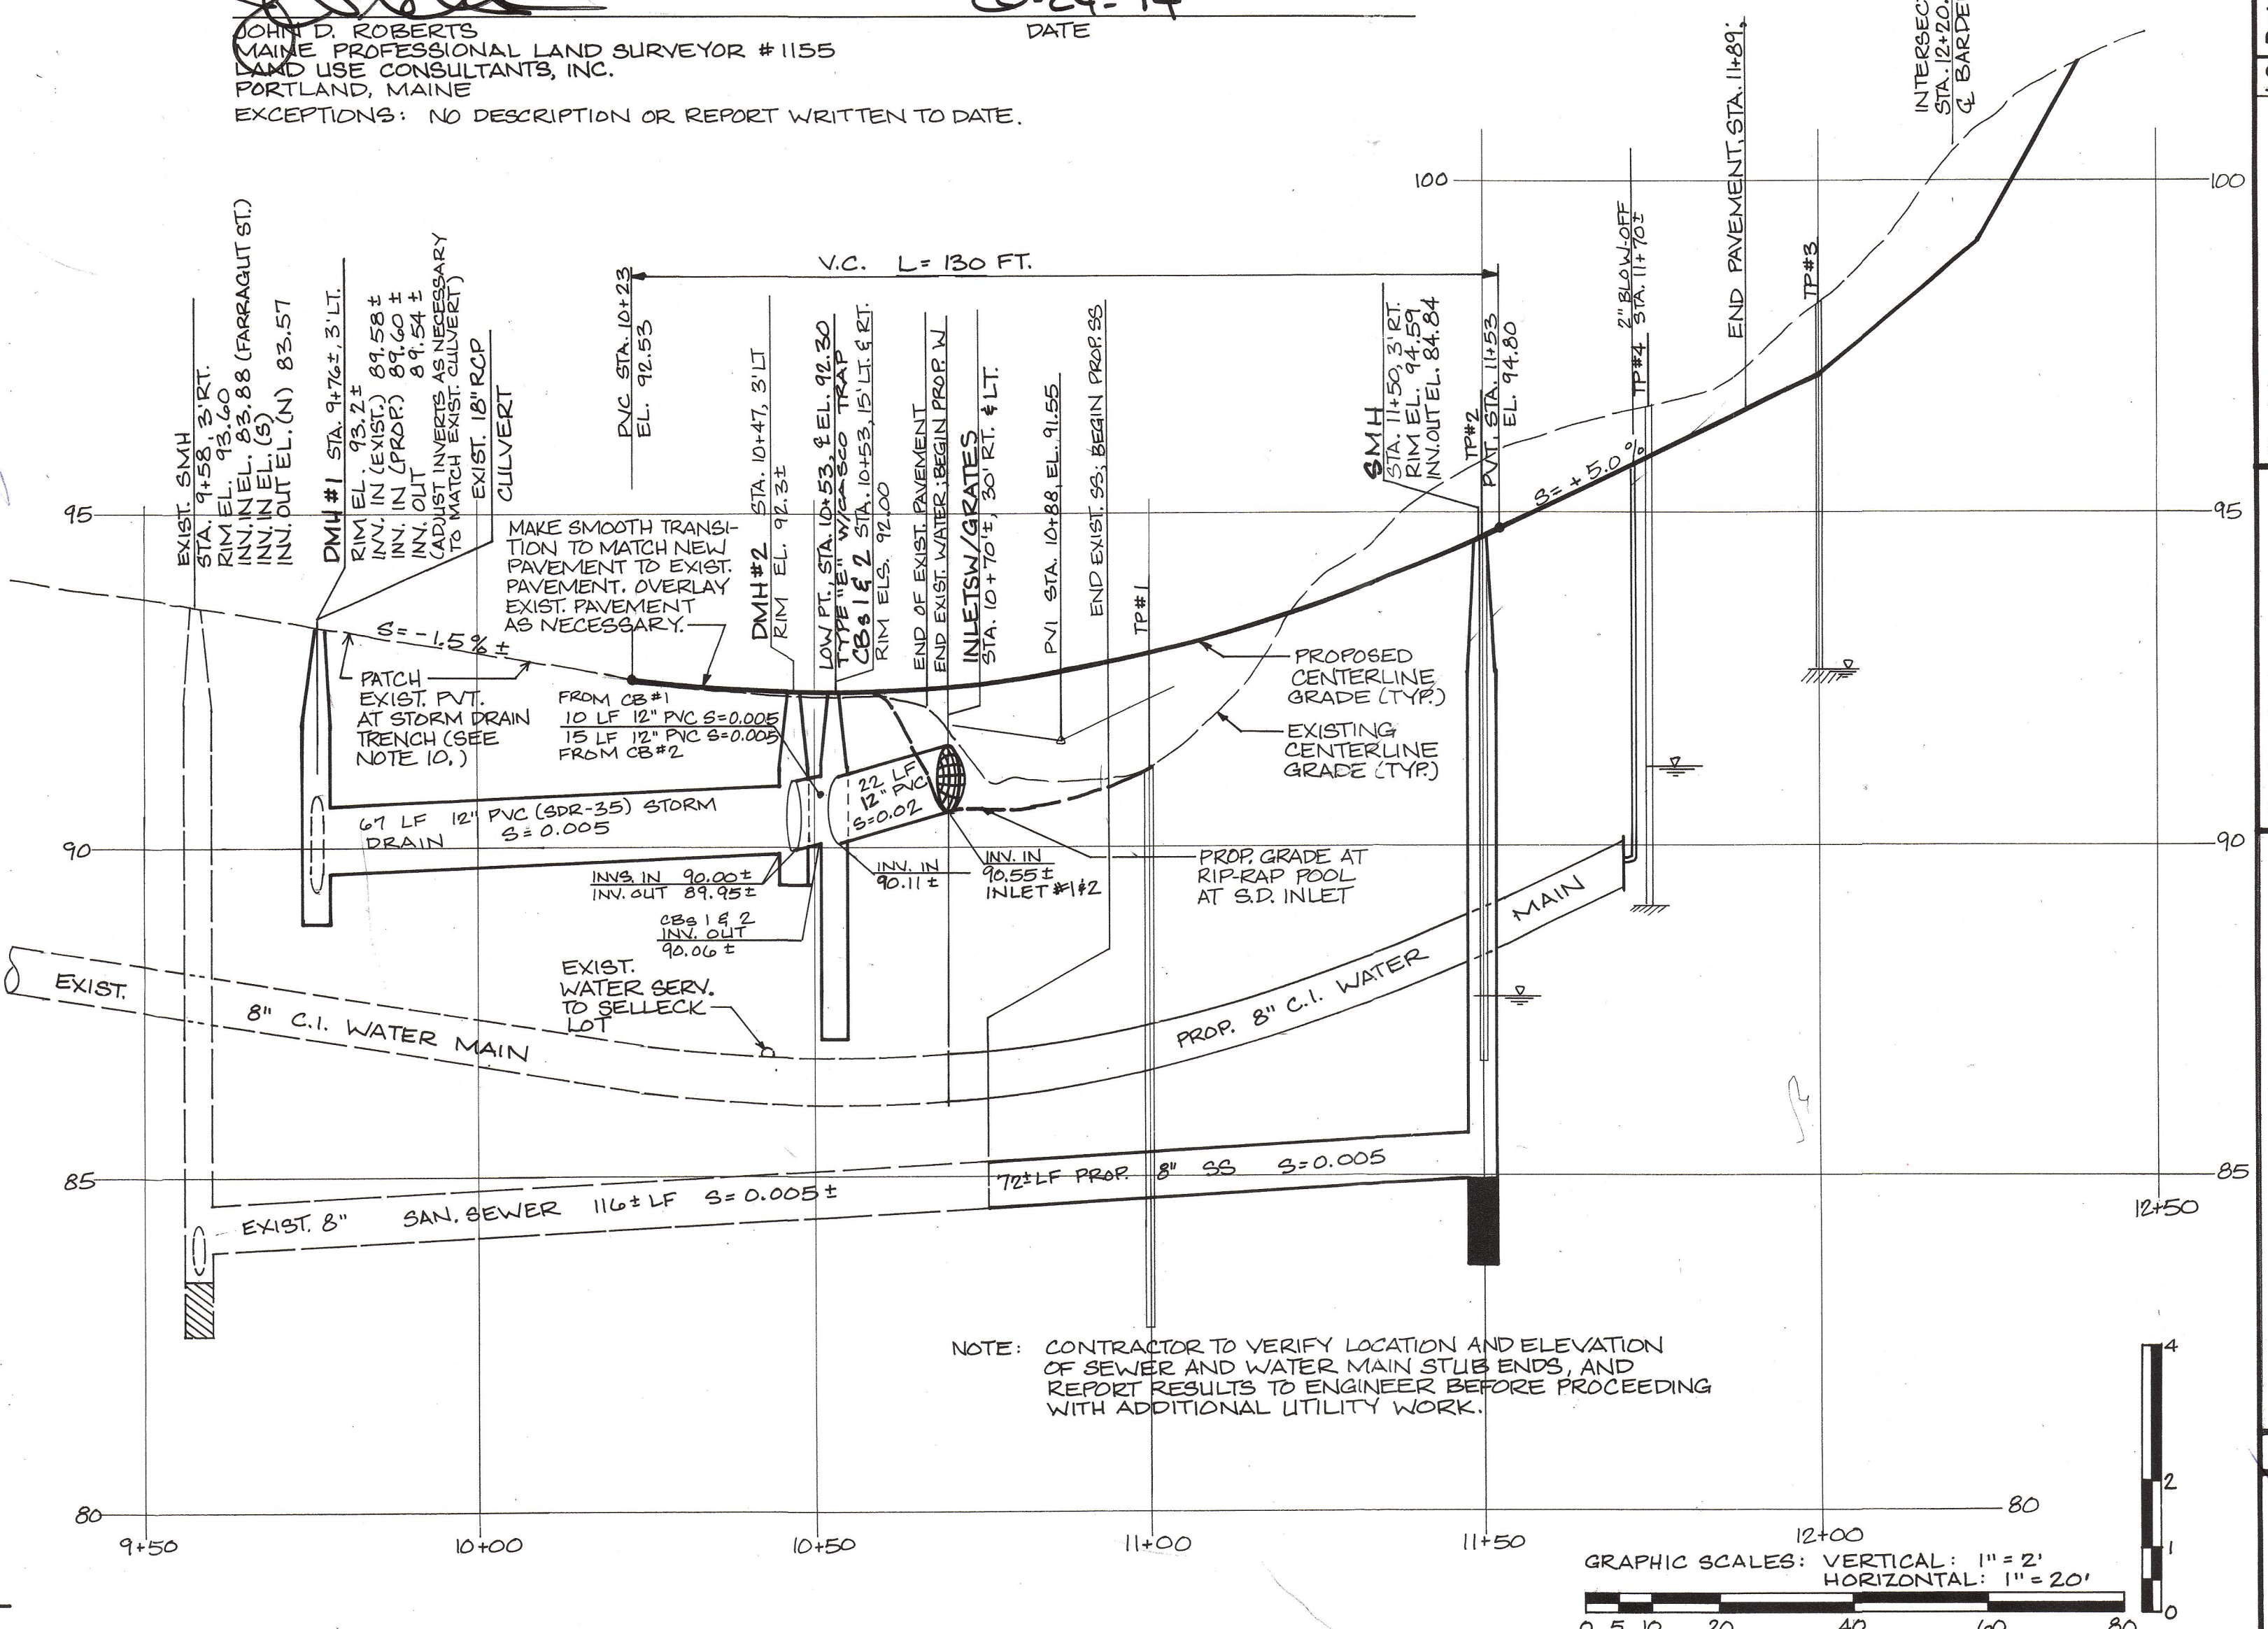 DATE
JOHN D. ROBERTS
MAINE PROFESSIONAL LAND SURVEYOR #1155
LAND USE CONSULTANTS, INC.
PORTLAND, MAINE
EXCEPTIONS: NO DESCRIPTION OR REPORT WRITTEN TO DATE.
EXIST. SMH
STA. 9+58, 3'RT.
RIM EL. 93.60
INV. IN EL. 83.88 (FARRAGUT ST.)
INV. IN EL. (S)
INV. OUT EL. (N) 83.57
DMH #1 STA. 9+76±, 3'LT.
RIM EL. 93.2±
INV. IN (EXIST.) 89.58±
INV. IN (PROP.) 89.60±
INV. OUT 89.54±
(ADJUST INVERTS AS NECESSARY
TO MATCH EXIST. CULVERT)
EXIST. 18" RCP
CULVERT
PVC STA. 10+23
EL. 92.53
V.C. L= 130 FT.
DMH #2 STA. 10+47, 3'LT
RIM EL. 92.3±
LOW PT., STA. 10+53, ℄ EL. 92.30
TYPE "E" W/CASCO TRAP
CBs 1 & 2 STA. 10+53, 15'LT. & RT.
RIM ELS. 92.00
END OF EXIST. PAVEMENT
END EXIST. WATER; BEGIN PROP. W
INLETS W/GRATES
STA. 10+70'±, 30' RT. & LT.
PVI STA. 10+88, EL. 91.55
END EXIST. SS; BEGIN PROP. SS
TP#1
SMH
STA. 11+50, 3' RT.
RIM EL. 94.59
INV. OUT EL. 84.84
TP#2
PVT, STA. 11+53
EL. 94.80
2" BLOW-OFF
STA. 11+70±
TP#4
END PAVEMENT, STA. 11+89
TP#3
INTERSEC
STA. 12+20.
℄ BARDE
100
100
95
95
S= +5.0%
MAKE SMOOTH TRANSI-
TION TO MATCH NEW
PAVEMENT TO EXIST.
PAVEMENT. OVERLAY
EXIST. PAVEMENT
AS NECESSARY.
S= -1.5% ±
PATCH
EXIST. PVT.
AT STORM DRAIN
TRENCH (SEE
NOTE 10.)
FROM CB#1
10 LF 12" PVC S=0.005
15 LF 12" PVC S=0.005
FROM CB#2
PROPOSED
CENTERLINE
GRADE (TYP.)
EXISTING
CENTERLINE
GRADE (TYP.)
22 LF
12" PVC
S=0.02
67 LF 12" PVC (SDR-35) STORM
DRAIN S=0.005
90
90
INVS. IN 90.00±
INV. OUT 89.95±
INV. IN
90.11±
INV. IN
90.55±
INLET #1&2
PROP. GRADE AT
RIP-RAP POOL
AT S.D. INLET
CBs 1 & 2
INV. OUT
90.06±
EXIST.
WATER SERV.
TO SELLECK
LOT
EXIST.
8" C.I. WATER MAIN
PROP. 8" C.I. WATER
MAIN
85
85
EXIST. 8" SAN. SEWER 116± LF S= 0.005±
72±LF PROP. 8" SS S=0.005
12+50
NOTE: CONTRACTOR TO VERIFY LOCATION AND ELEVATION
OF SEWER AND WATER MAIN STUB ENDS, AND
REPORT RESULTS TO ENGINEER BEFORE PROCEEDING
WITH ADDITIONAL UTILITY WORK.
80
80
9+50
10+00
10+50
11+00
11+50
12+00
GRAPHIC SCALES: VERTICAL: 1"=2'
HORIZONTAL: 1"=20'
4
2
1
0
0 5 10 20 40 60 80